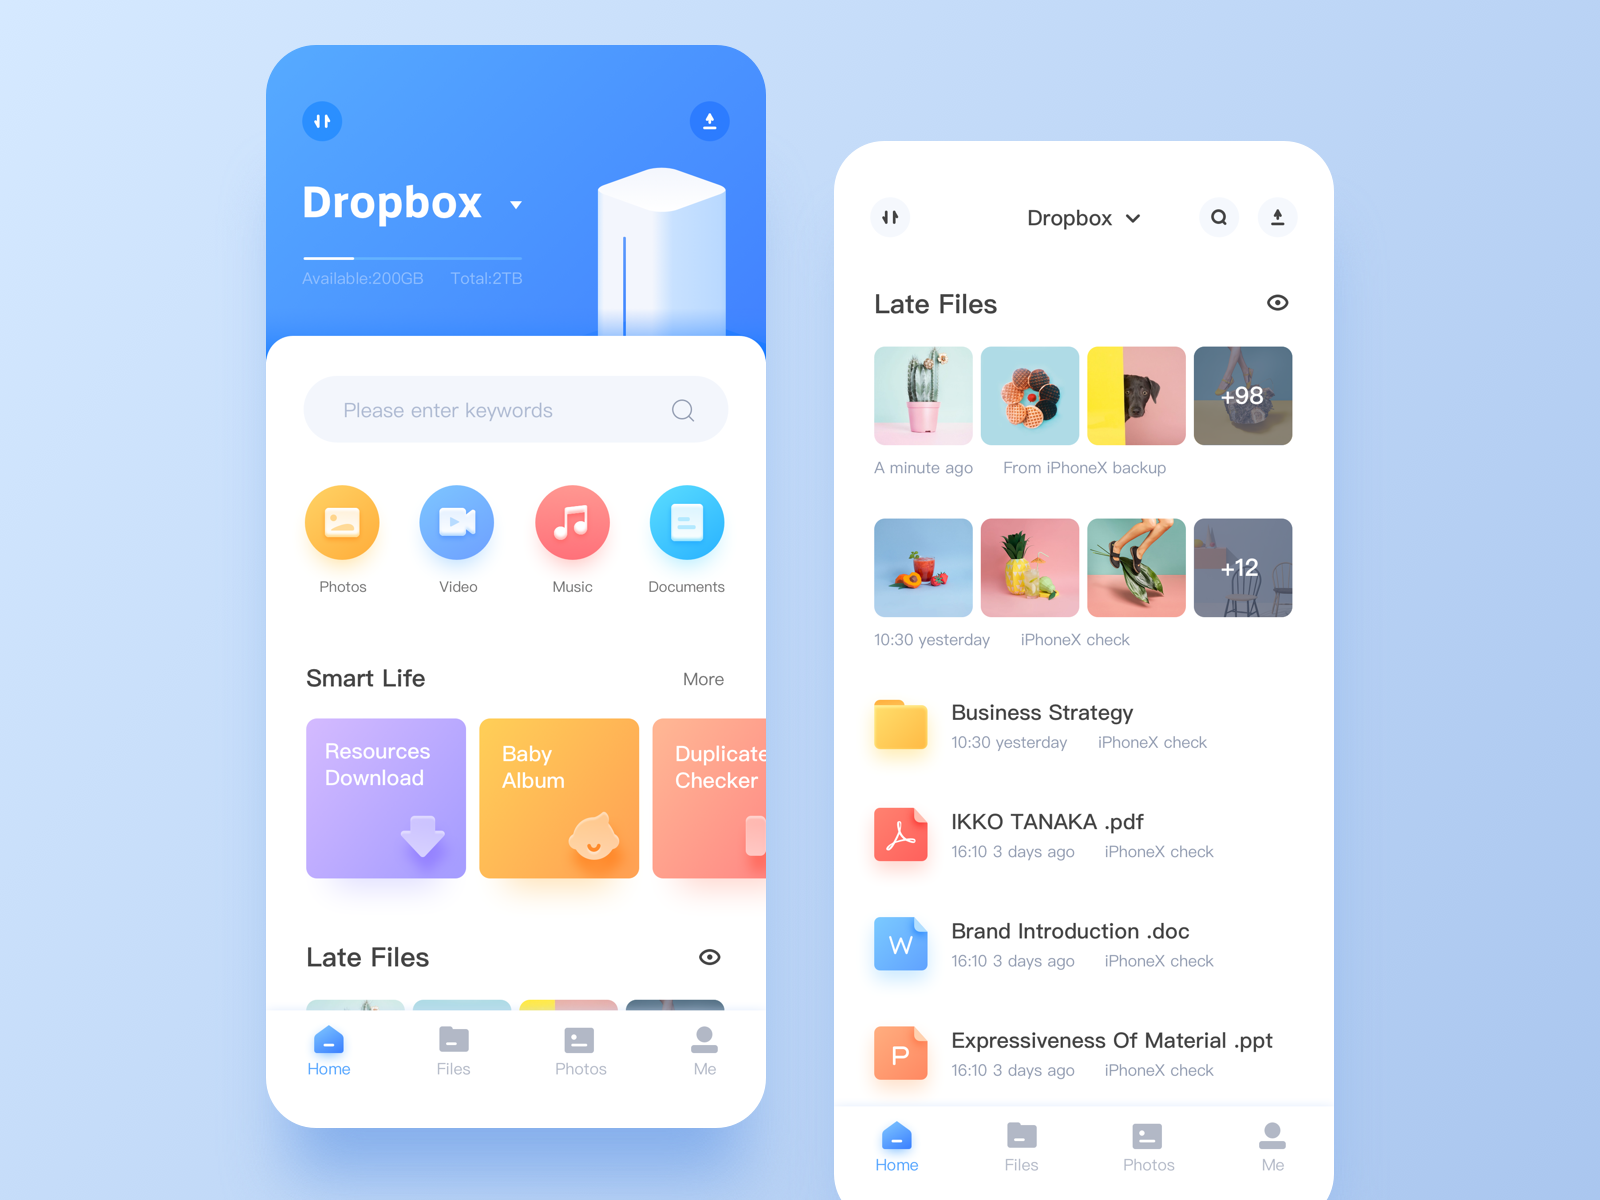 Dropbox
Available:200GB Total:2TB
Please enter keywords
Photos Video Music Documents
Smart Life More
Resources
Download
Baby
Album
Duplicate
Checker
Late Files
Home Files Photos Me
Dropbox
Late Files
+98
A minute ago From iPhoneX backup
+12
10:30 yesterday iPhoneX check
Business Strategy
10:30 yesterday iPhoneX check
IKKO TANAKA .pdf
16:10 3 days ago iPhoneX check
W
Brand Introduction .doc
16:10 3 days ago iPhoneX check
P
Expressiveness Of Material .ppt
16:10 3 days ago iPhoneX check
Home Files Photos Me